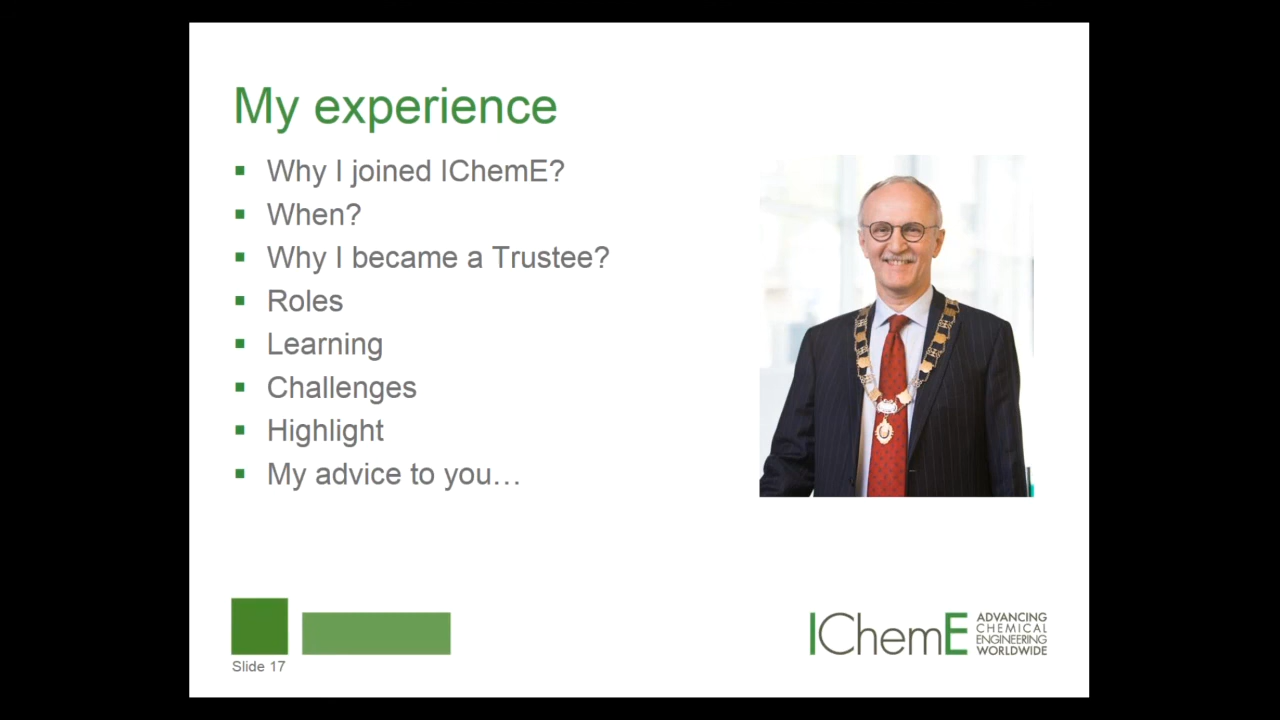 My experience
Why I joined IChemE?
When?
Why I became a Trustee?
Roles
Learning
Challenges
Highlight
My advice to you…
Slide 17
IChemE
ADVANCING
CHEMICAL
ENGINEERING
WORLDWIDE